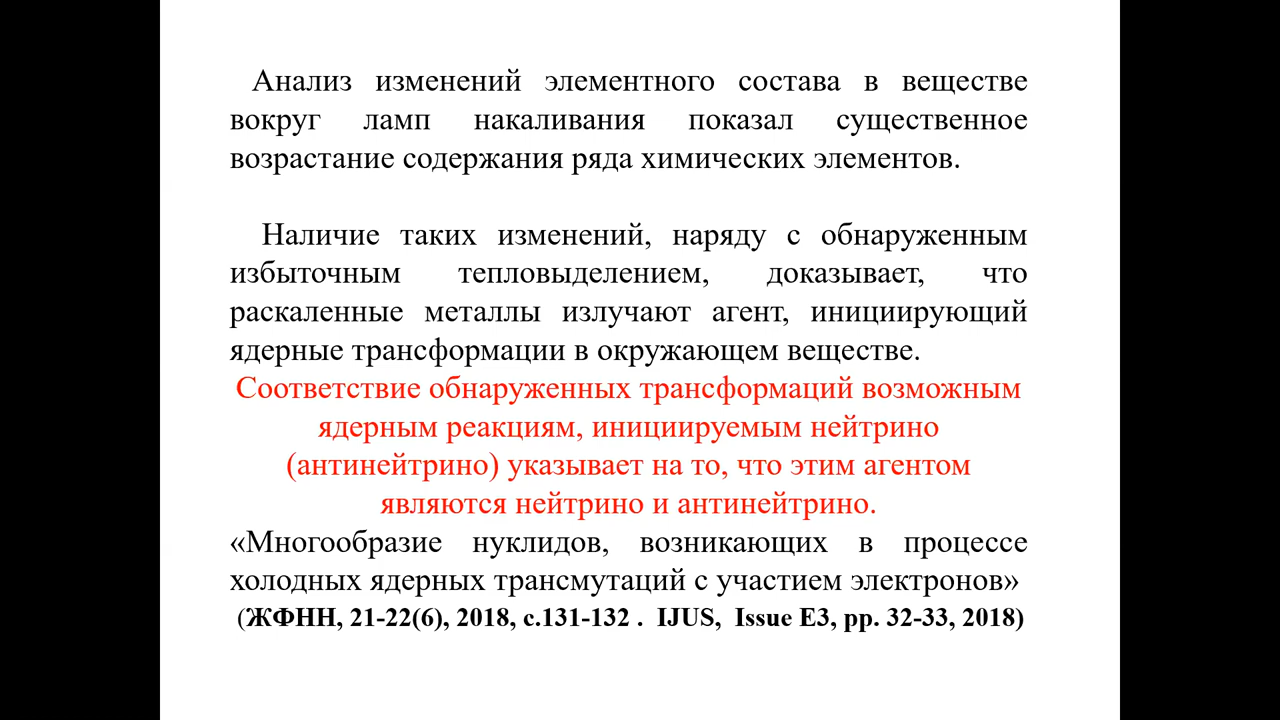 Анализ изменений элементного состава в веществе
вокруг ламп накаливания показал существенное
возрастание содержания ряда химических элементов.
Наличие таких изменений, наряду с обнаруженным
избыточным тепловыделением, доказывает, что
раскаленные металлы излучают агент, инициирующий
ядерные трансформации в окружающем веществе.
Соответствие обнаруженных трансформаций возможным
ядерным реакциям, инициируемым нейтрино
(антинейтрино) указывает на то, что этим агентом
являются нейтрино и антинейтрино.
«Многообразие нуклидов, возникающих в процессе
холодных ядерных трансмутаций с участием электронов»
(ЖФНН, 21-22(6), 2018, с.131-132 . IJUS, Issue E3, pp. 32-33, 2018)